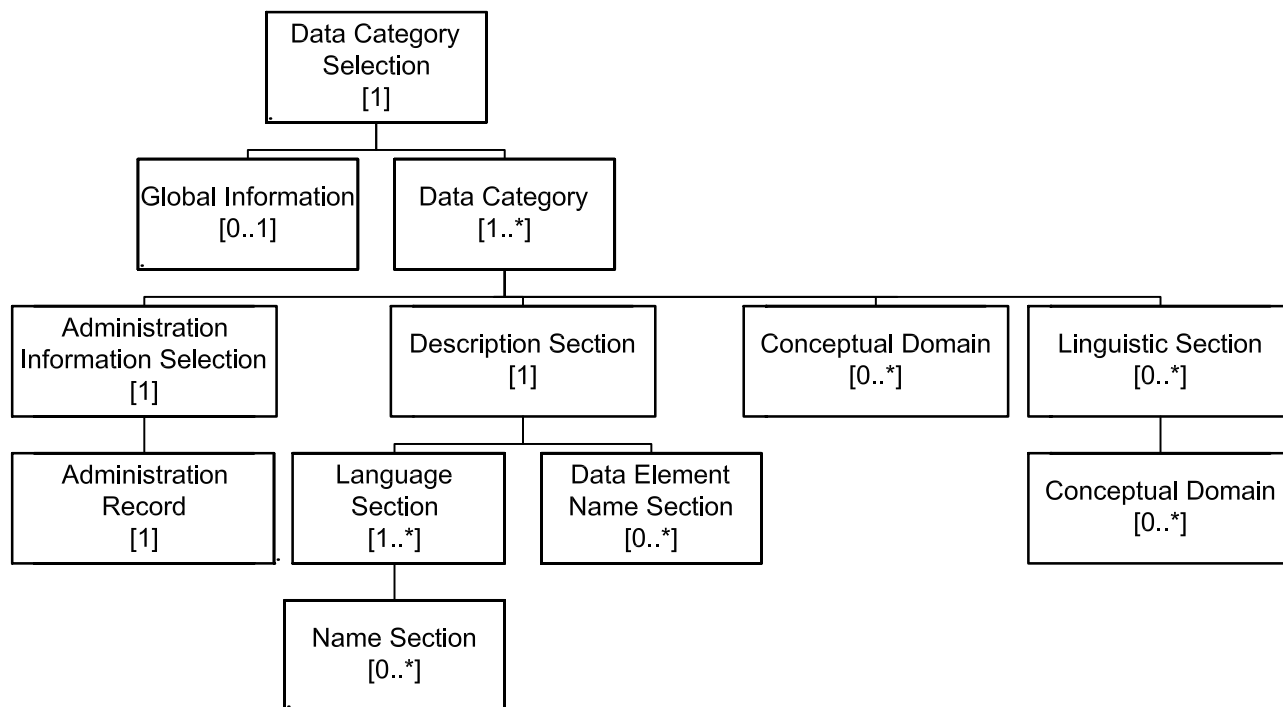 Data Category
Selection
[1]
Global Information
[0..1]
Data Category
[1..*]
Administration
Information Selection
[1]
Description Section
[1]
Conceptual Domain
[0..*]
Linguistic Section
[0..*]
Administration
Record
[1]
Language
Section
[1..*]
Data Element
Name Section
[0..*]
Conceptual Domain
[0..*]
Name Section
[0..*]